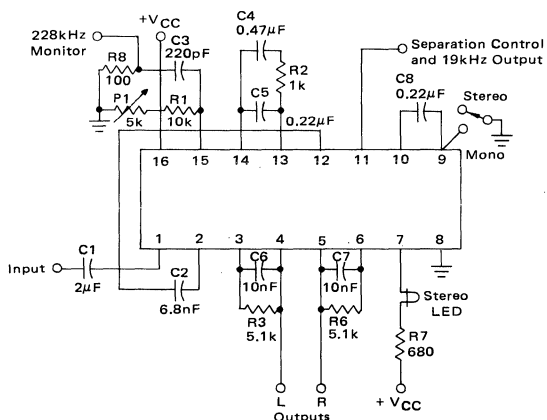 +VCC
C4
0.47μF
228kHz
Monitor
C3
220pF
Separation Control
and 19kHz Output
R8
100
R2
1k
C8
0.22μF
P1
5k
R1
10k
C5
0.22μF
Stereo
Mono
16 15 14 13 12 11 10 9
1 2 3 4 5 6 7 8
C1
Input
2μF
C2
6.8nF
C6
10nF
C7
10nF
R3
5.1k
R6
5.1k
Stereo
LED
R7
680
L R
Outputs
+ VCC